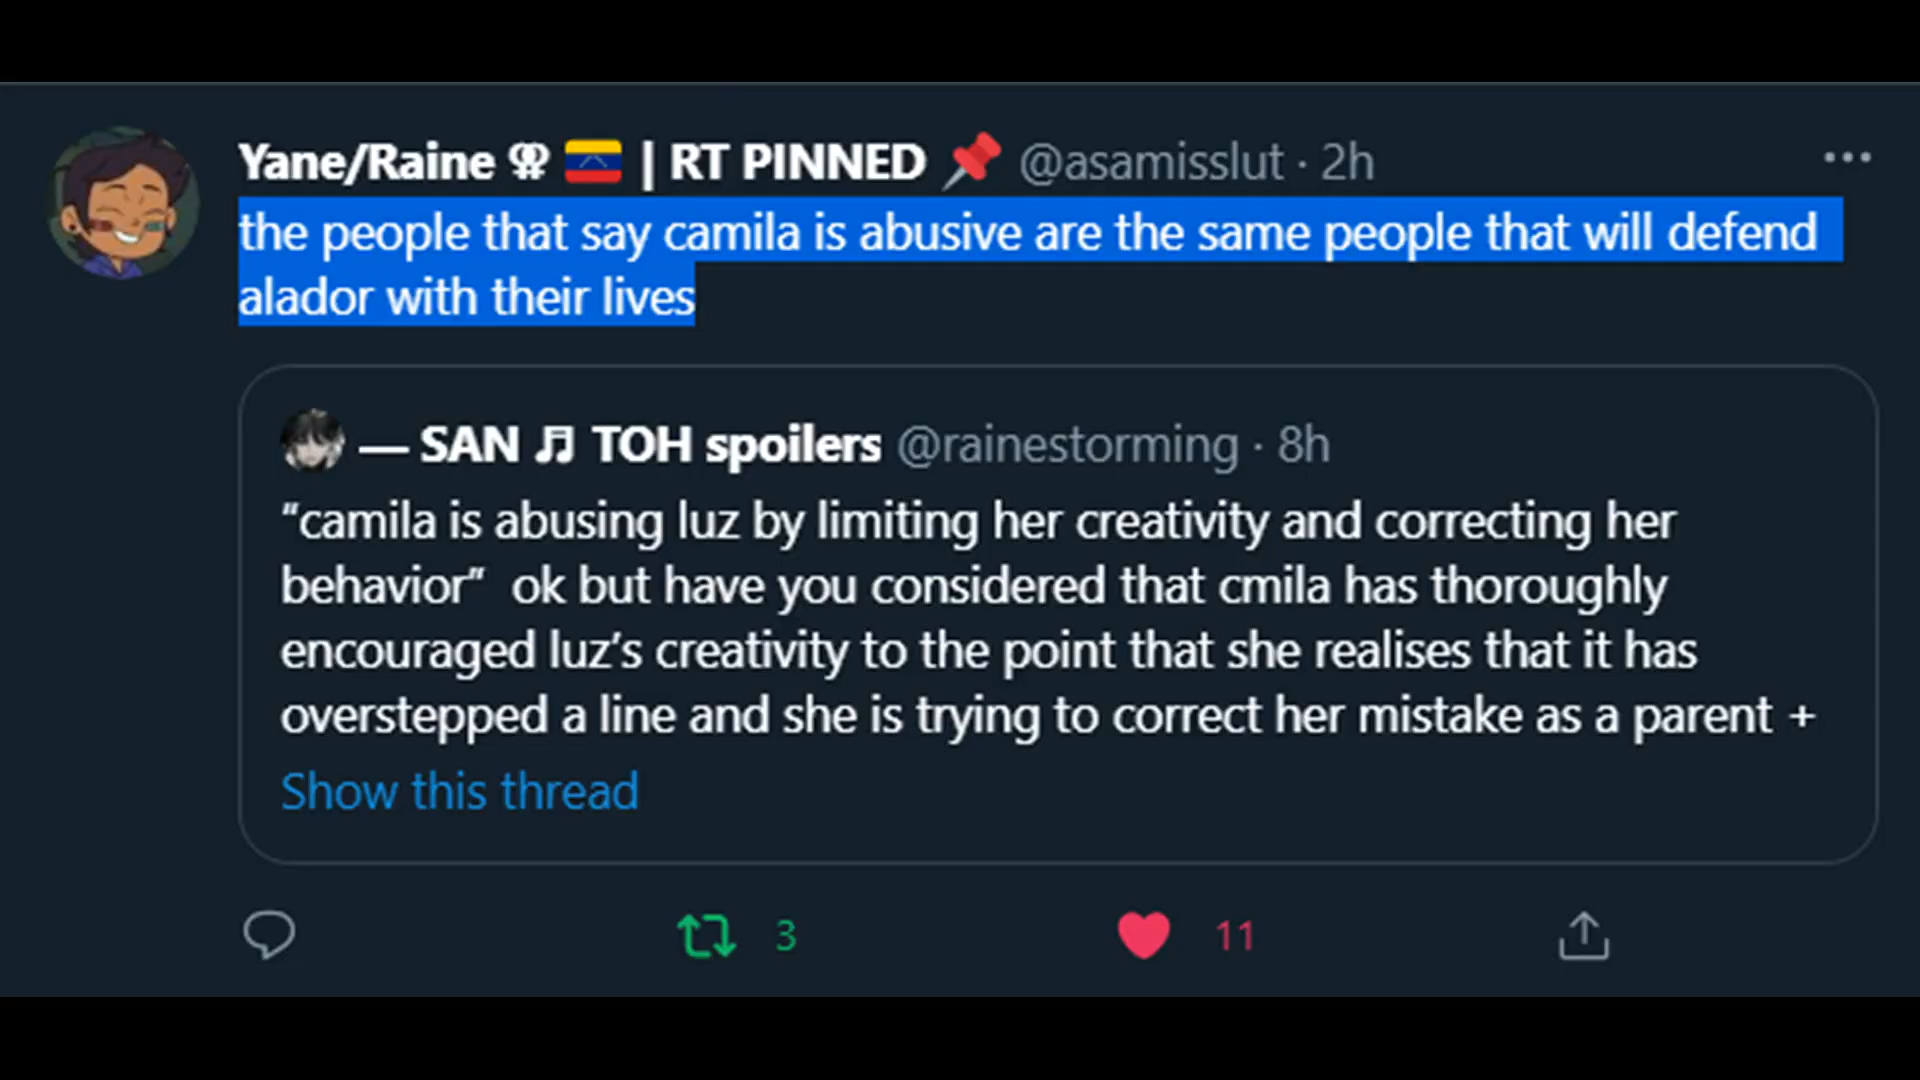 Yane/Raine ⚢ 🇻🇪 | RT PINNED 📌 @asamisslut · 2h
the people that say camila is abusive are the same people that will defend
alador with their lives
— SAN 🎵 TOH spoilers @rainestorming · 8h
“camila is abusing luz by limiting her creativity and correcting her
behavior”  ok but have you considered that cmila has thoroughly
encouraged luz’s creativity to the point that she realises that it has
overstepped a line and she is trying to correct her mistake as a parent +
Show this thread
3 11